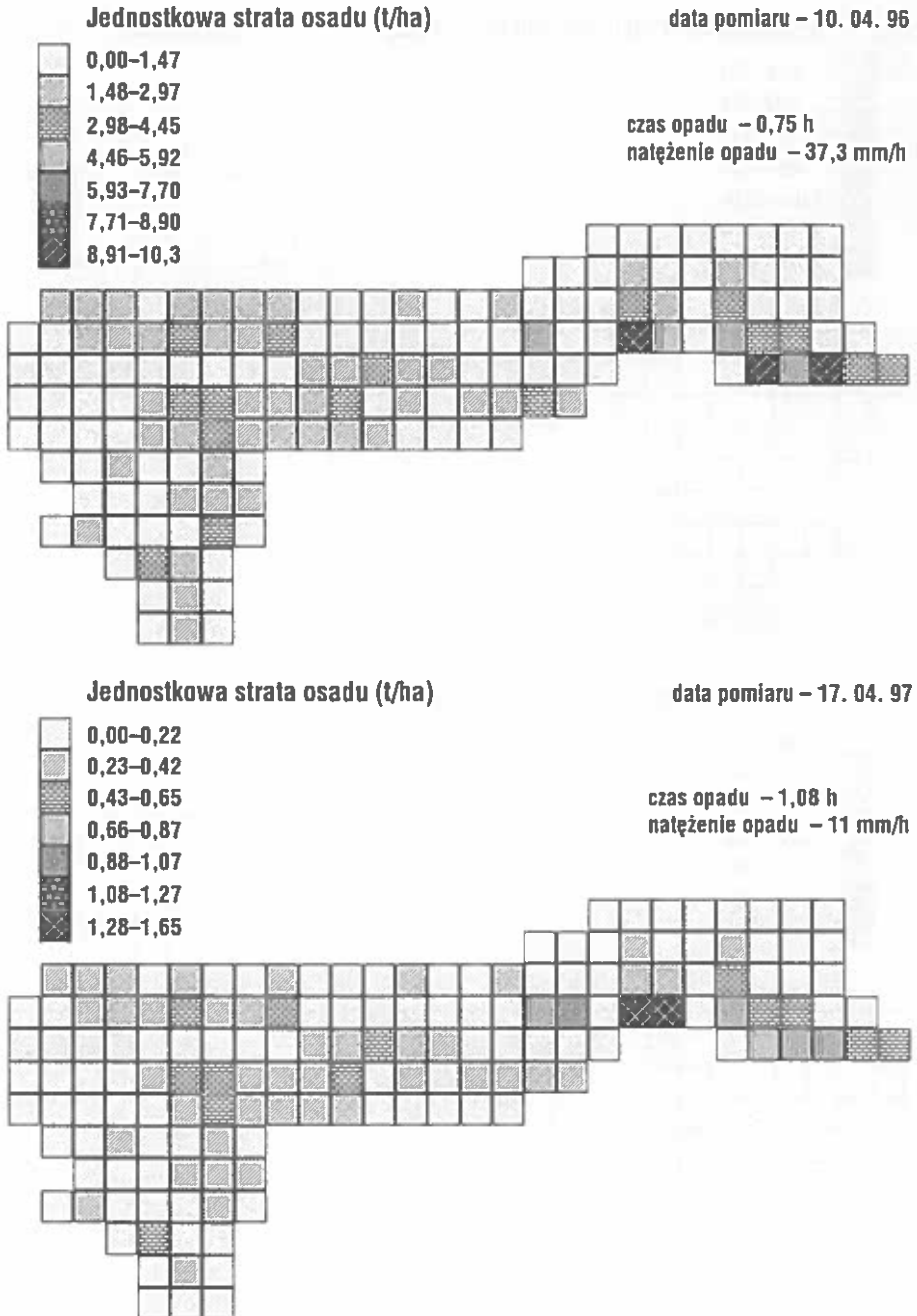 Jednostkowa strata osadu (t/ha)
data pomiaru – 10. 04. 96
0,00–1,47
1,48–2,97
2,98–4,45
4,46–5,92
5,93–7,70
7,71–8,90
8,91–10,3
czas opadu – 0,75 h
natężenie opadu – 37,3 mm/h
Jednostkowa strata osadu (t/ha)
data pomiaru – 17. 04. 97
0,00–0,22
0,23–0,42
0,43–0,65
0,66–0,87
0,88–1,07
1,08–1,27
1,28–1,65
czas opadu – 1,08 h
natężenie opadu – 11 mm/h